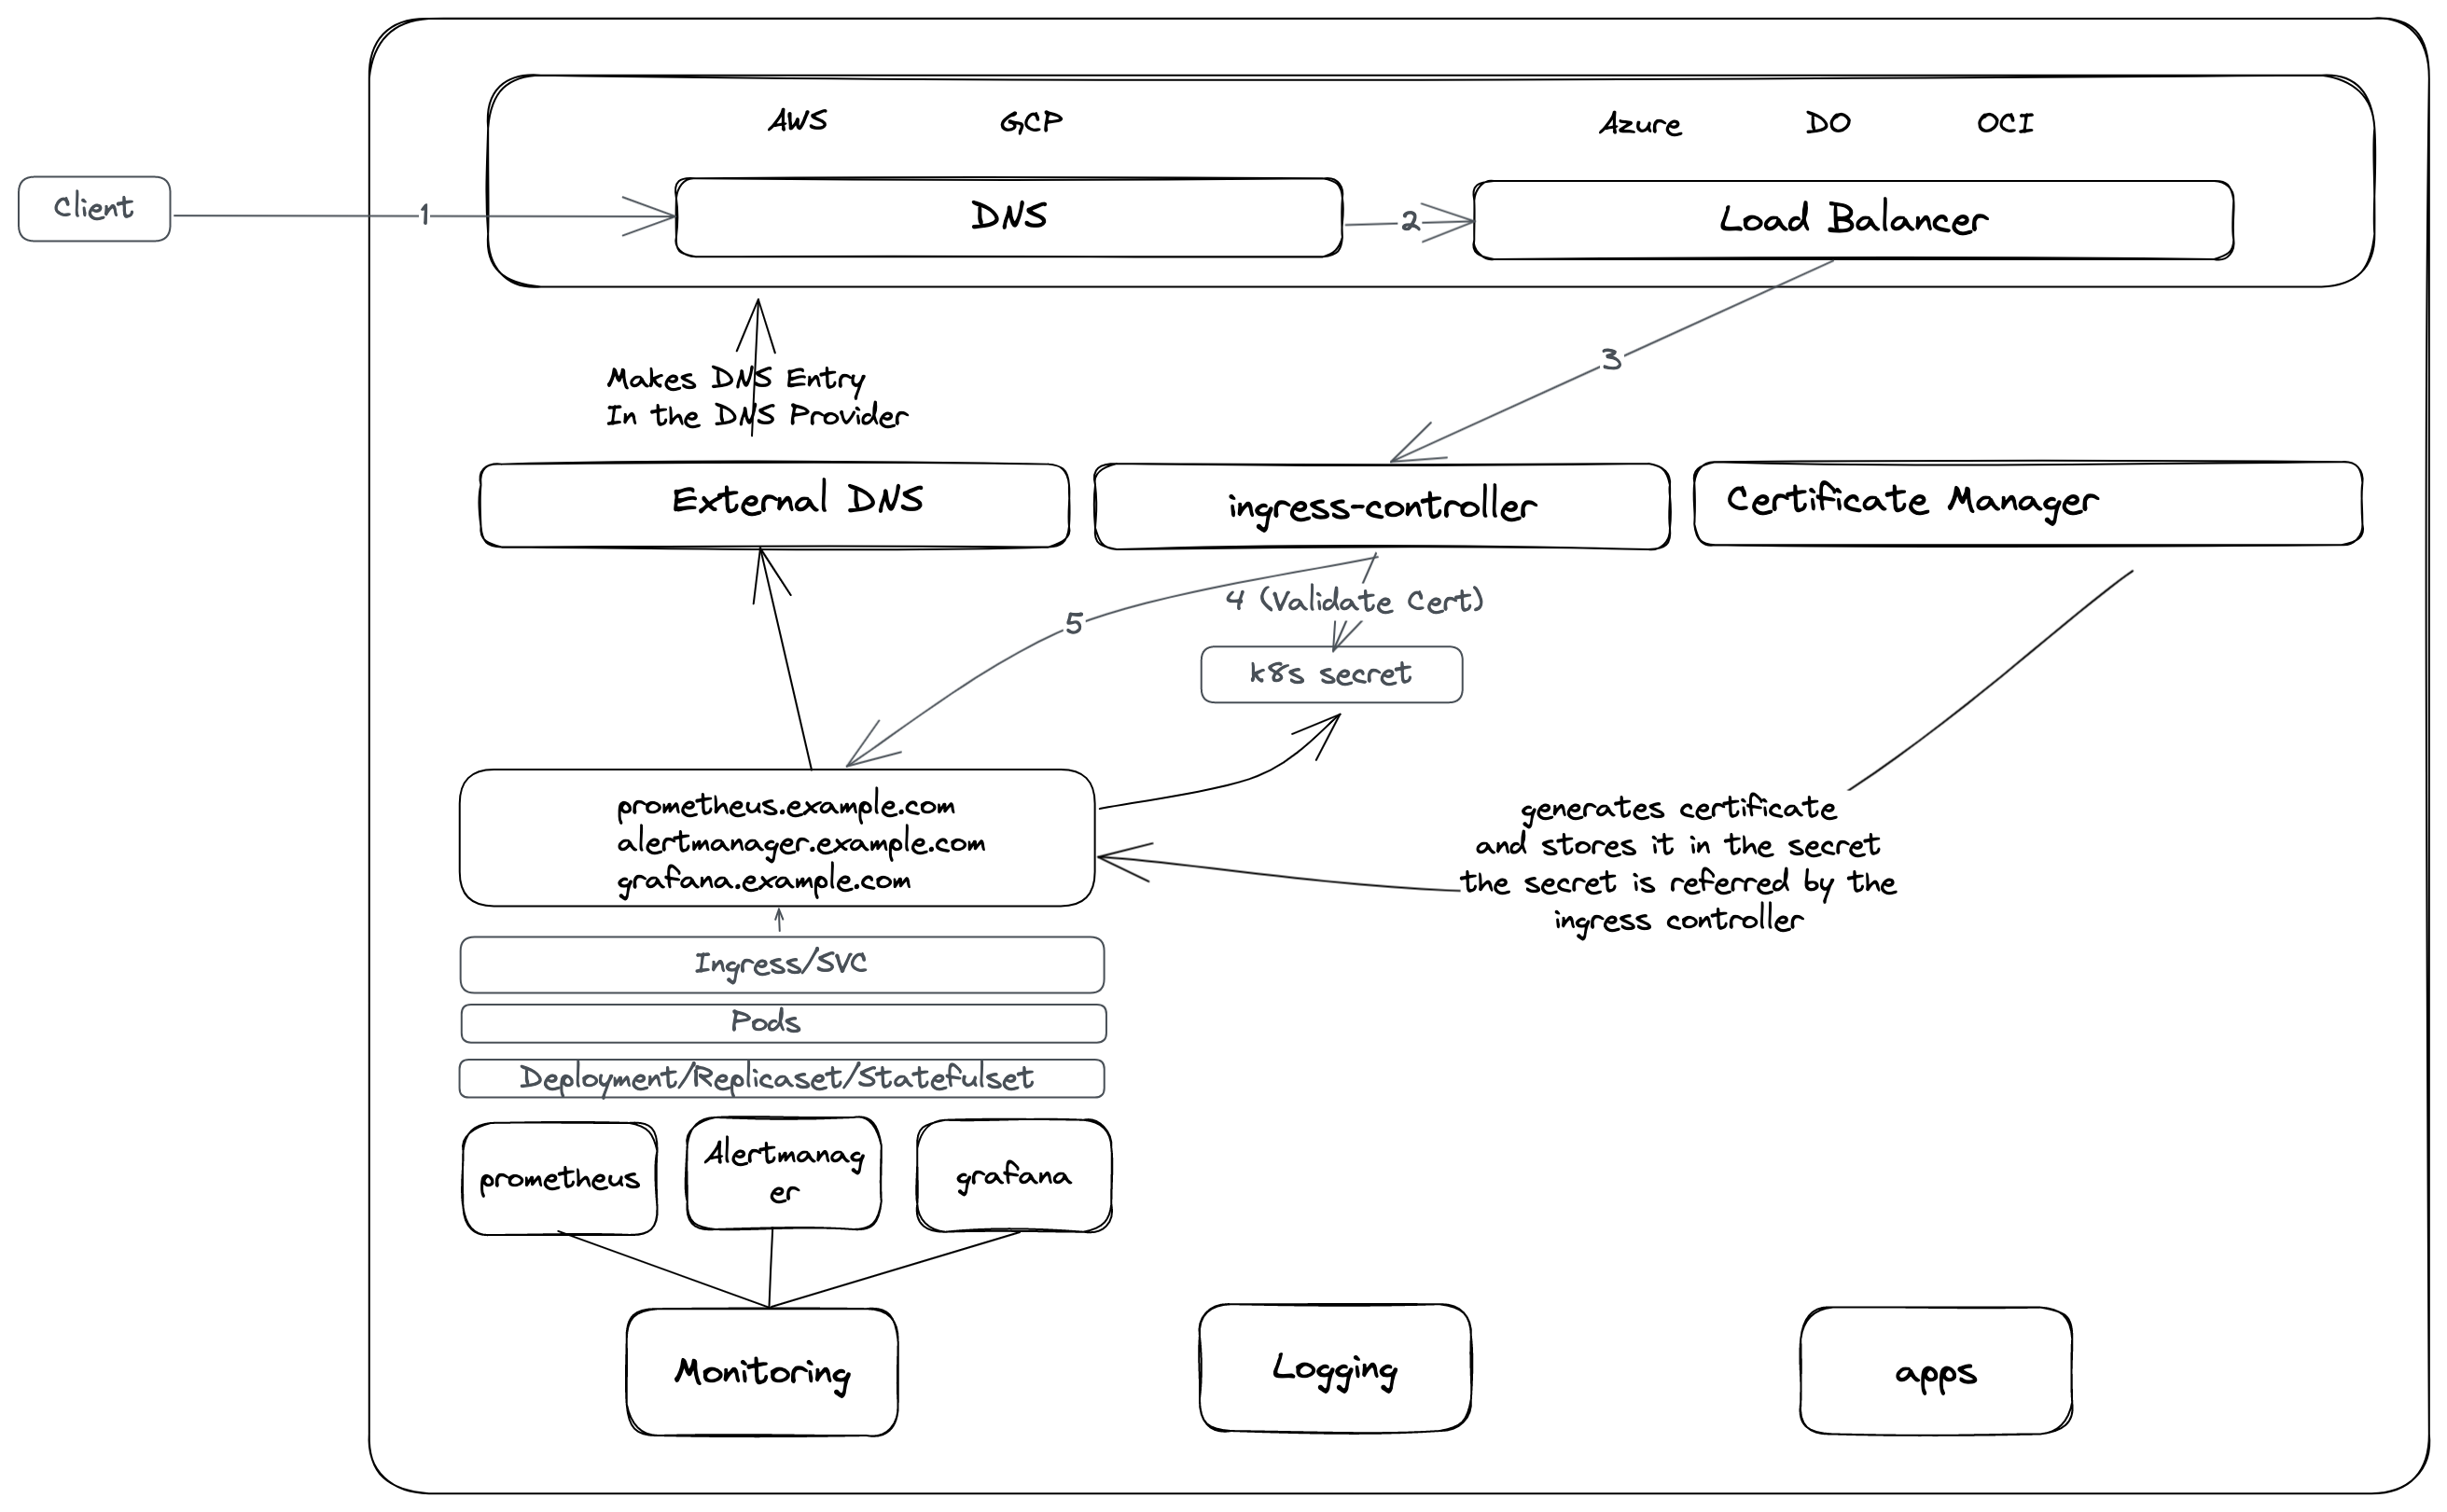 AWS
GCP
Azure
DO
OCI
Client
1
DNS
2
Load Balancer
3
Makes DNS Entry
In the DNS Provider
External DNS
ingress-controller
Certificate Manager
4 (Validate Cert)
5
k8s secret
prometheus.example.com
alertmanager.example.com
grafana.example.com
generates certificate
and stores it in the secret
the secret is referred by the
ingress controller
Ingress/SVC
Pods
Deployment/Replicaset/Statefulset
prometheus
Alertmanag
er
grafana
Monitoring
Logging
apps